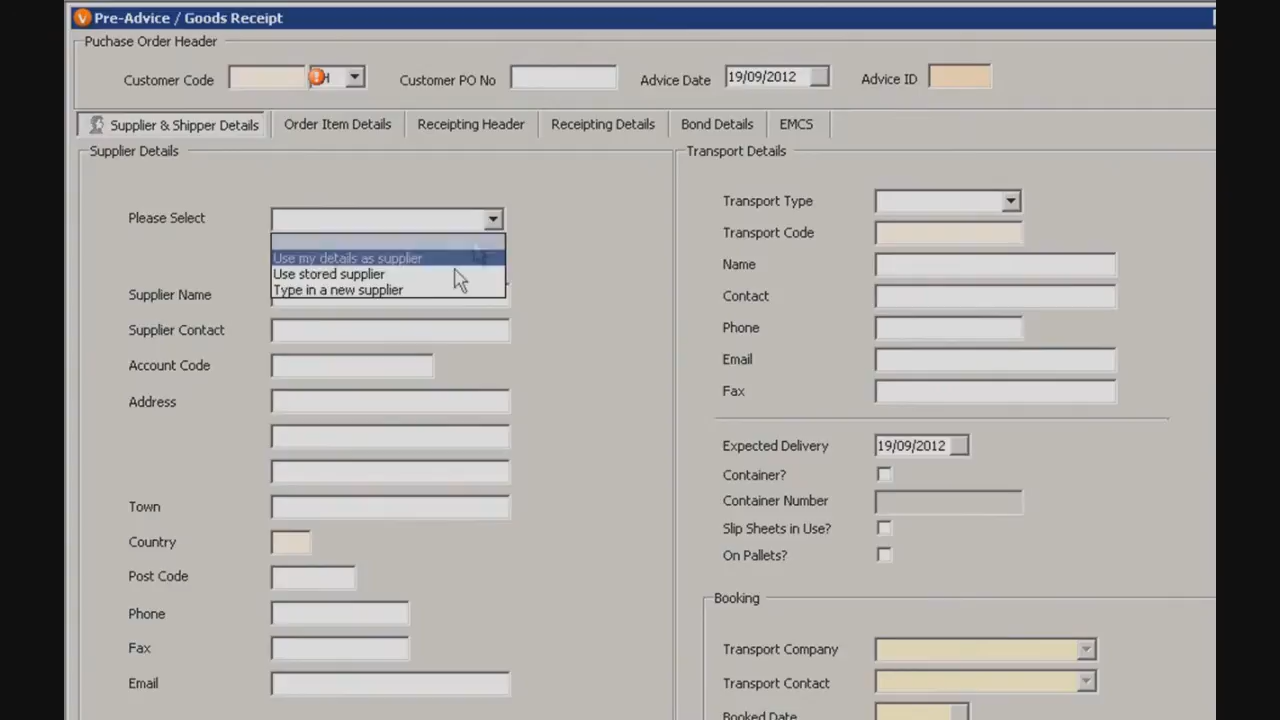 Pre-Advice / Goods Receipt
Puchase Order Header
Customer Code H Customer PO No Advice Date 19/09/2012 Advice ID
Supplier & Shipper Details Order Item Details Receipting Header Receipting Details Bond Details EMCS
Supplier Details
Please Select
Use my details as supplier
Use stored supplier
Type in a new supplier
Supplier Name
Supplier Contact
Account Code
Address
Town
Country
Post Code
Phone
Fax
Email
Transport Details
Transport Type
Transport Code
Name
Contact
Phone
Email
Fax
Expected Delivery 19/09/2012
Container?
Container Number
Slip Sheets in Use?
On Pallets?
Booking
Transport Company
Transport Contact
Booked Date